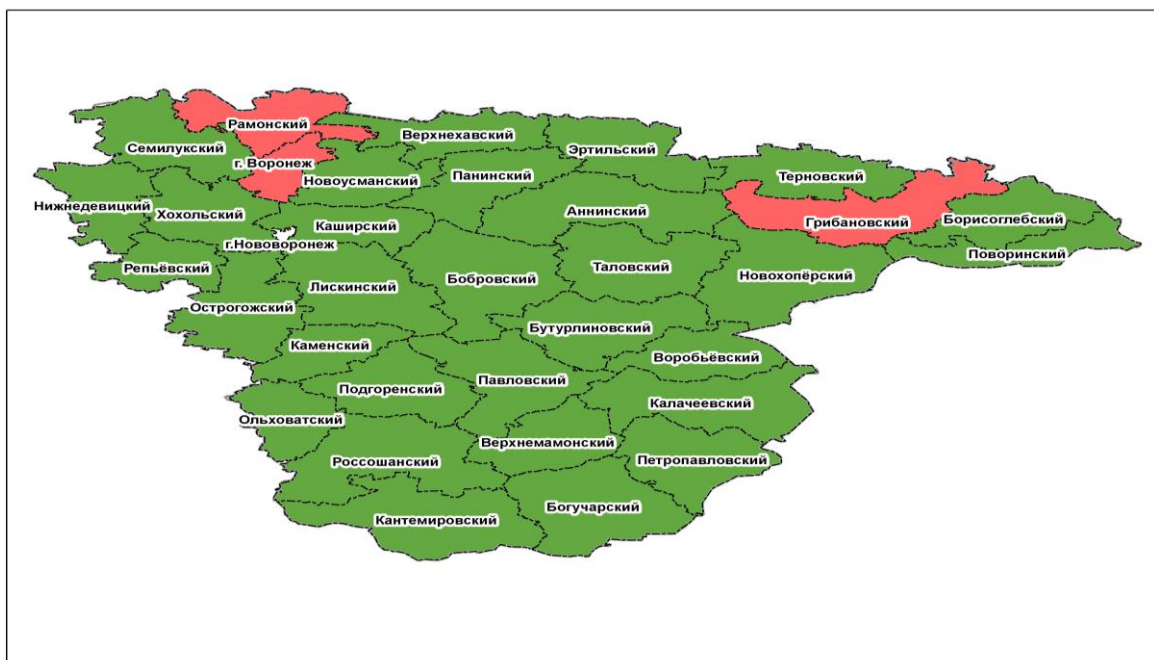 Рамонский
Верхнехавский
Семилукский
Эртильский
г. Воронеж
Панинский
Терновский
Новоусманский
Нижнедевицкий
Хохольский
Аннинский
Грибановский
Борисоглебский
Каширский
г.Нововоронеж
Поворинский
Репьёвский
Таловский
Новохопёрский
Бобровский
Лискинский
Острогожский
Бутурлиновский
Каменский
Воробьёвский
Павловский
Подгоренский
Калачеевский
Ольховатский
Верхнемамонский
Россошанский
Петропавловский
Богучарский
Кантемировский